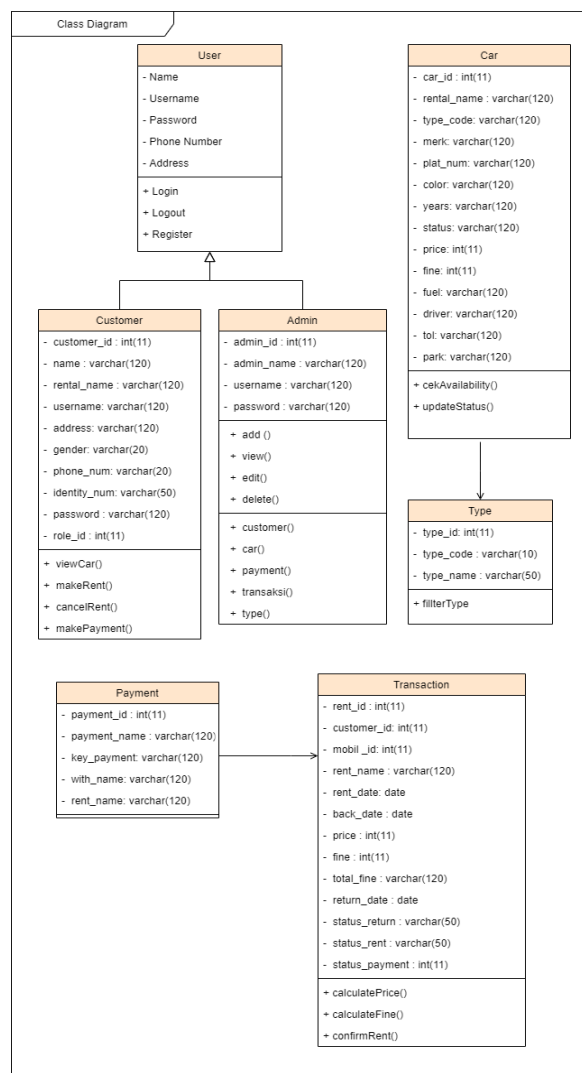 Class Diagram
User
- Name
- Username
- Password
- Phone Number
- Address
+ Login
+ Logout
+ Register
Car
- car_id : int(11)
- rental_name : varchar(120)
- type_code : varchar(120)
- merk: varchar(120)
- plat_num: varchar(120)
- color: varchar(120)
- years: varchar(120)
- status: varchar(120)
- price: int(11)
- fine: int(11)
- fuel: varchar(120)
- driver: varchar(120)
- tol: varchar(120)
- park: varchar(120)
+ cekAvailability()
+ updateStatus()
Customer
- customer_id : int(11)
- name : varchar(120)
- rental_name : varchar(120)
- username: varchar(120)
- address: varchar(120)
- gender: varchar(20)
- phone_num: varchar(20)
- identity_num: varchar(50)
- password : varchar(120)
- role_id : int(11)
+ viewCar()
+ makeRent()
+ cancelRent()
+ makePayment()
Admin
- admin_id : int(11)
- admin_name : varchar(120)
- username : varchar(120)
- password : varchar(120)
+ add ()
+ view()
+ edit()
+ delete()
+ customer()
+ car()
+ payment()
+ transaksi()
+ type()
Type
- type_id: int(11)
- type_code : varchar(10)
- type_name : varchar(50)
+ fillterType
Payment
- payment_id : int(11)
- payment_name : varchar(120)
- key_payment: varchar(120)
- with_name: varchar(120)
- rent_name: varchar(120)
Transaction
- rent_id : int(11)
- customer_id: int(11)
- mobil _id: int(11)
- rent_name : varchar(120)
- rent_date: date
- back_date : date
- price : int(11)
- fine : int(11)
- total_fine : varchar(120)
- return_date : date
- status_return : varchar(50)
- status_rent : varchar(50)
- status_payment : int(11)
+ calculatePrice()
+ calculateFine()
+ confirmRent()